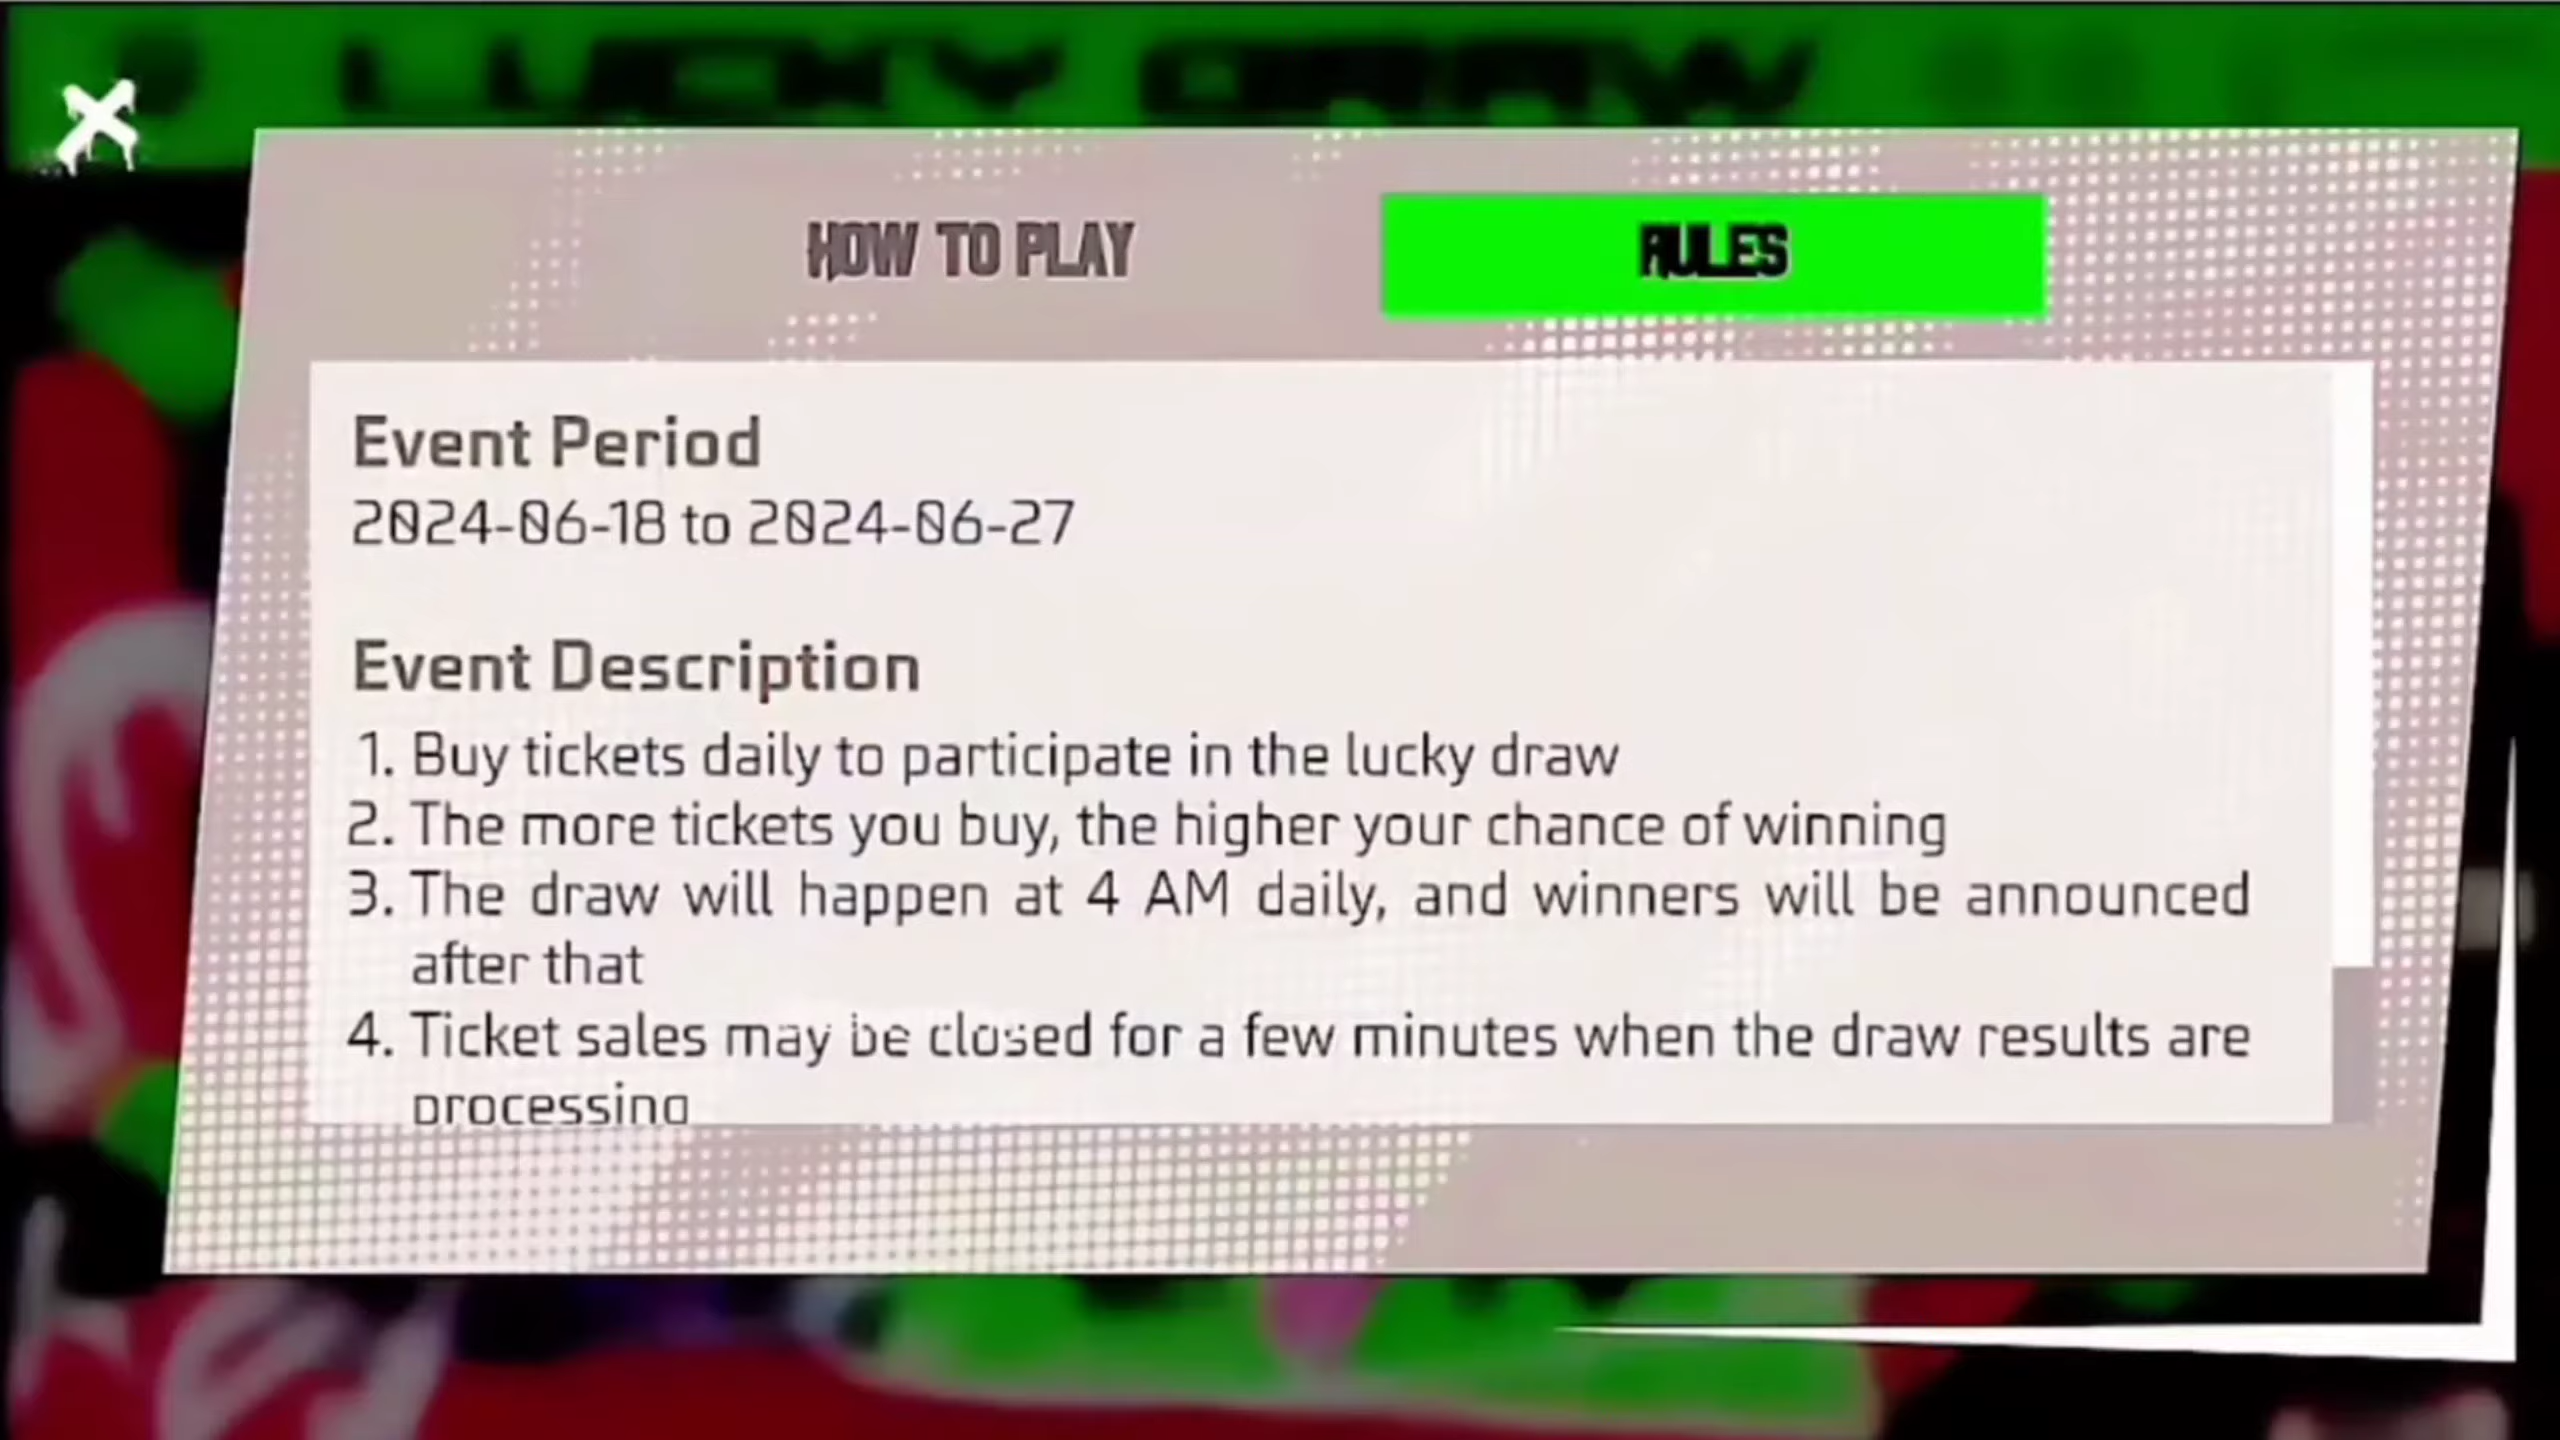 LUCKY DRAW
HOW TO PLAY
RULES
Event Period
2024-06-18 to 2024-06-27
Event Description
1. Buy tickets daily to participate in the lucky draw
2. The more tickets you buy, the higher your chance of winning
3. The draw will happen at 4 AM daily, and winners will be announced
after that
4. Ticket sales may be closed for a few minutes when the draw results are
processing